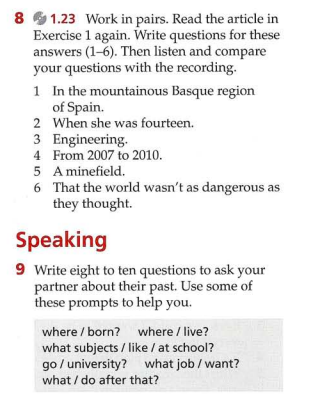 8 1.23 Work in pairs. Read the article in
Exercise 1 again. Write questions for these
answers (1–6). Then listen and compare
your questions with the recording.
1 In the mountainous Basque region
of Spain.
2 When she was fourteen.
3 Engineering.
4 From 2007 to 2010.
5 A minefield.
6 That the world wasn't as dangerous as
they thought.
Speaking
9 Write eight to ten questions to ask your
partner about their past. Use some of
these prompts to help you.
where / born? where / live?
what subjects / like / at school?
go / university? what job / want?
what / do after that?